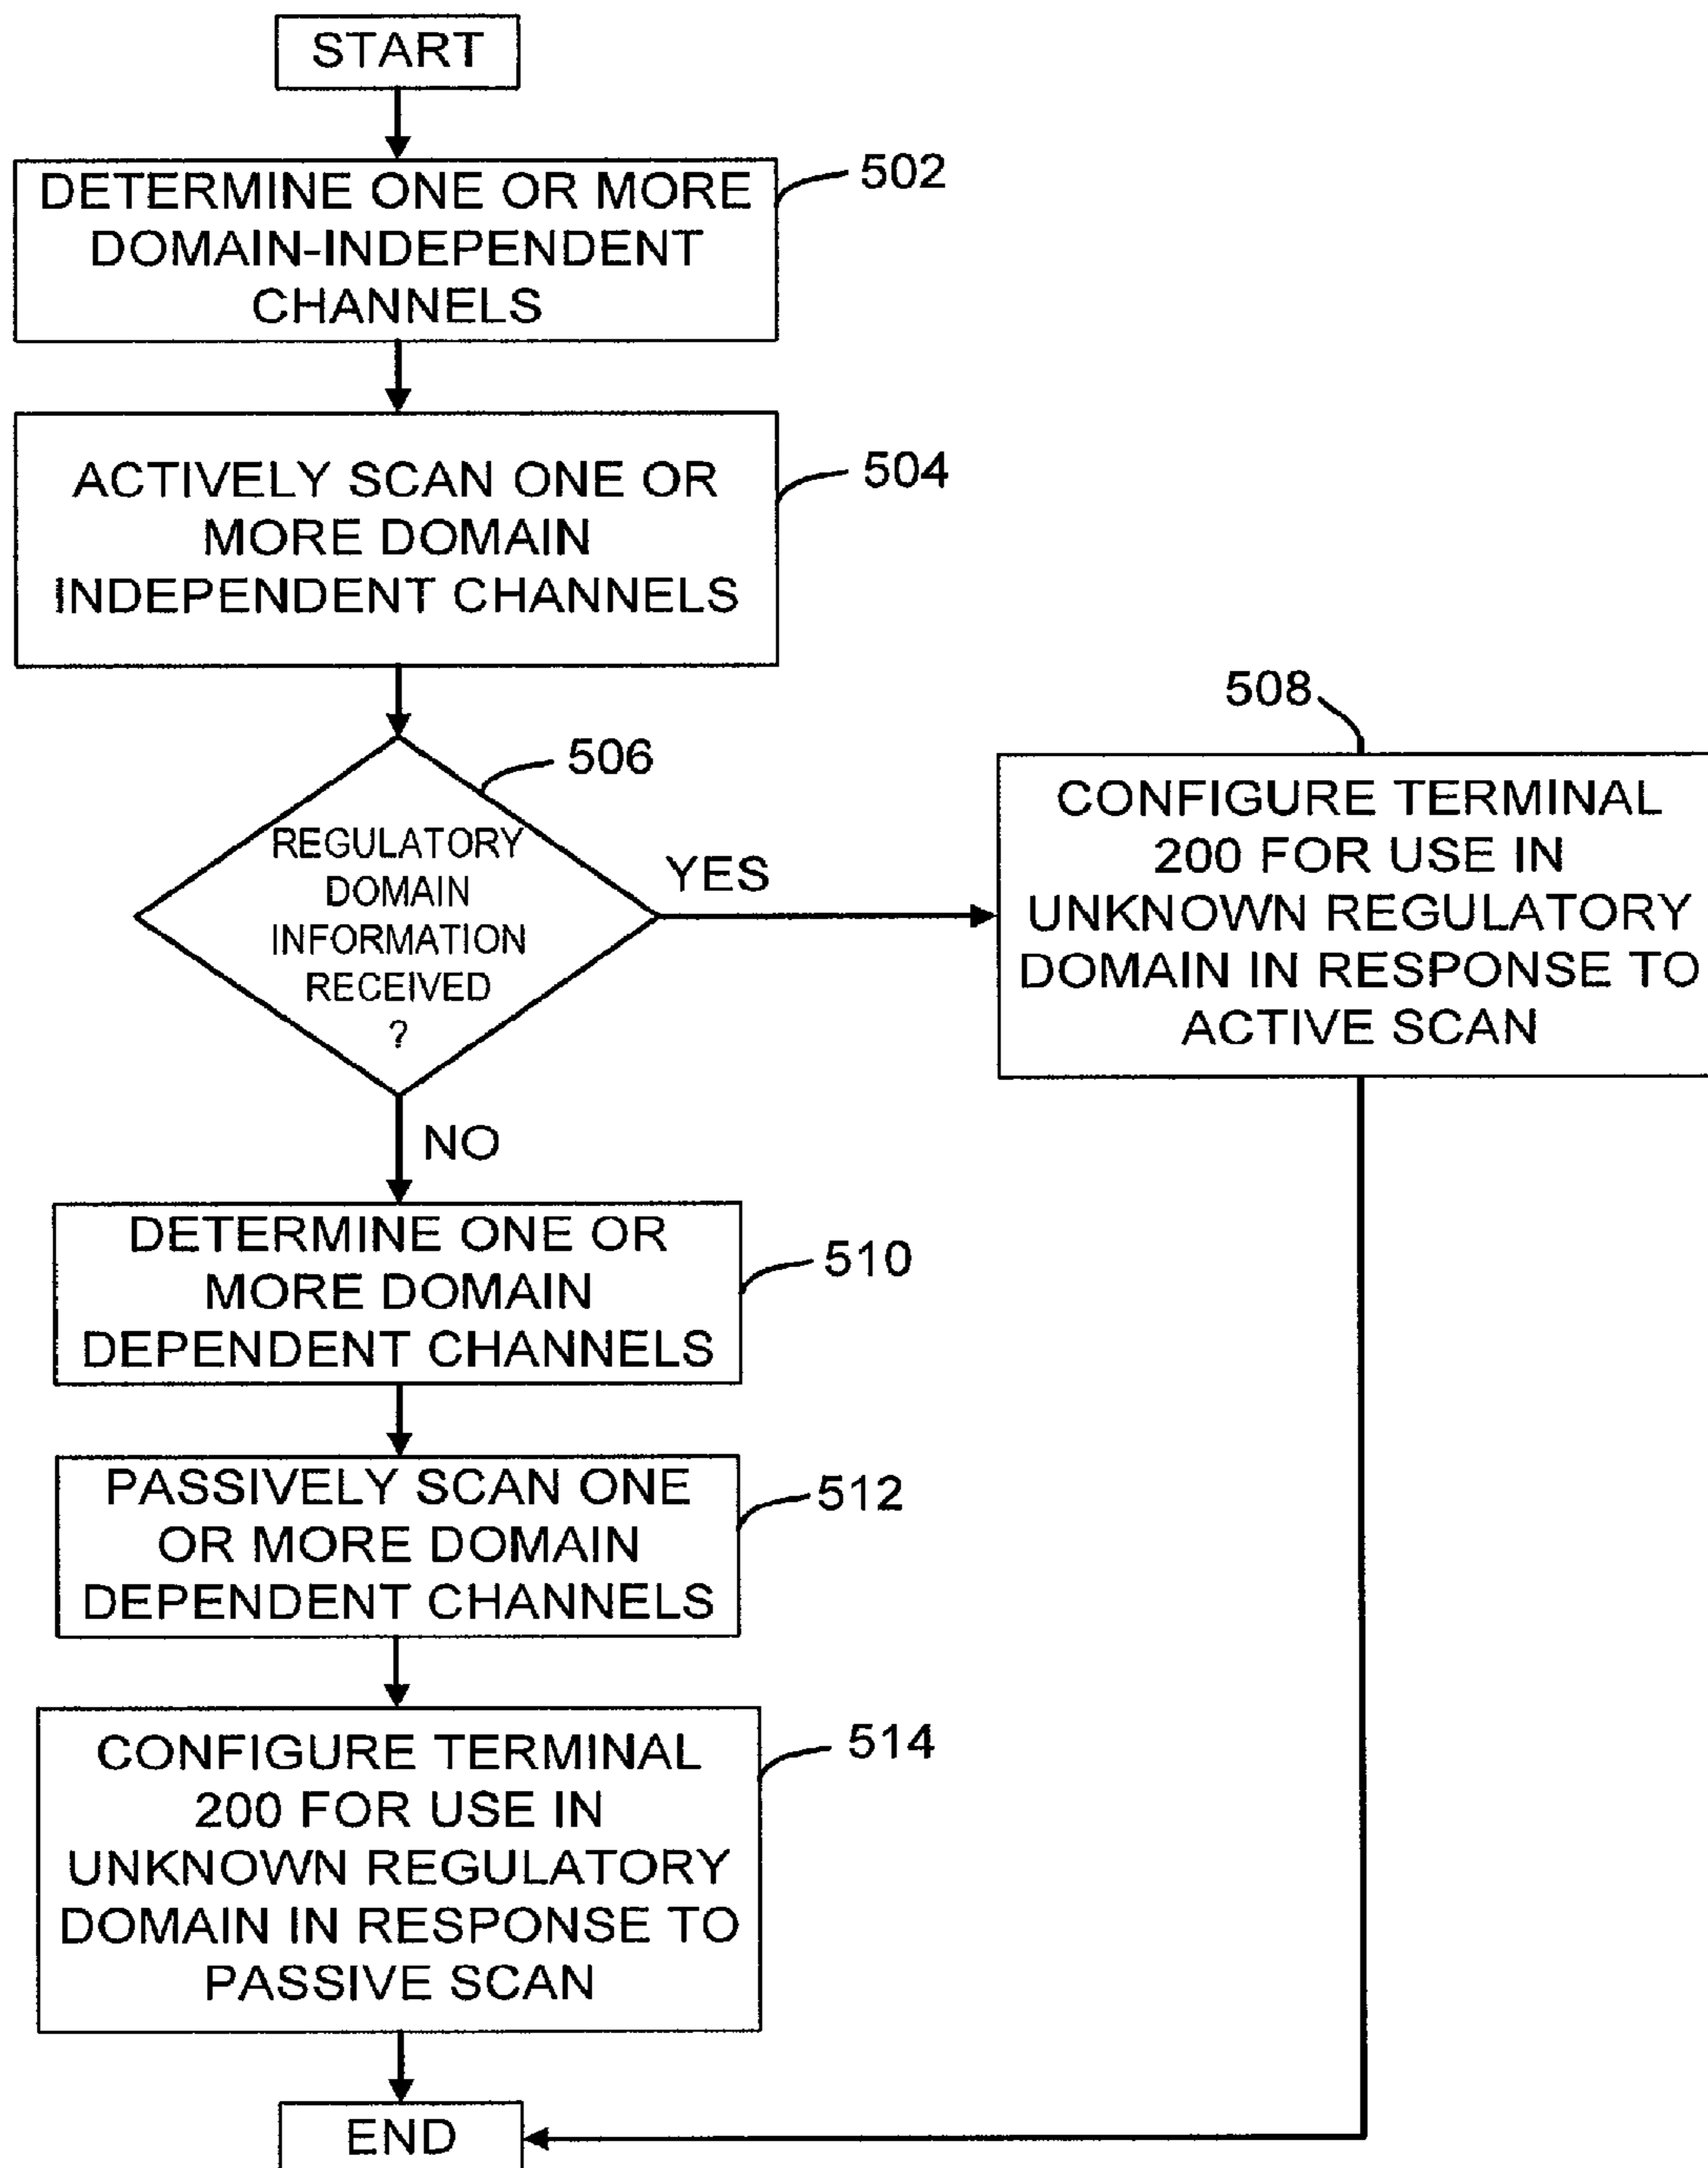 START
DETERMINE ONE OR MORE
DOMAIN-INDEPENDENT
CHANNELS
502
ACTIVELY SCAN ONE OR
MORE DOMAIN
INDEPENDENT CHANNELS
504
REGULATORY
DOMAIN
INFORMATION
RECEIVED
?
506
YES
508
CONFIGURE TERMINAL
200 FOR USE IN
UNKNOWN REGULATORY
DOMAIN IN RESPONSE TO
ACTIVE SCAN
NO
DETERMINE ONE OR
MORE DOMAIN
DEPENDENT CHANNELS
510
PASSIVELY SCAN ONE
OR MORE DOMAIN
DEPENDENT CHANNELS
512
CONFIGURE TERMINAL
200 FOR USE IN
UNKNOWN REGULATORY
DOMAIN IN RESPONSE TO
PASSIVE SCAN
514
END